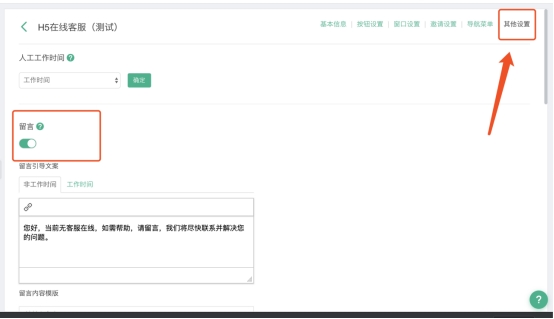 H5在线客服（测试）
基本信息 | 按钮设置 | 窗口设置 | 邀请设置 | 导航菜单 其他设置
人工工作时间 ?
工作时间 确定
留言 ?
留言引导文案
非工作时间 工作时间
您好，当前无客服在线，如需帮助，请留言，我们将尽快联系并解决您
的问题。
留言内容模版
?